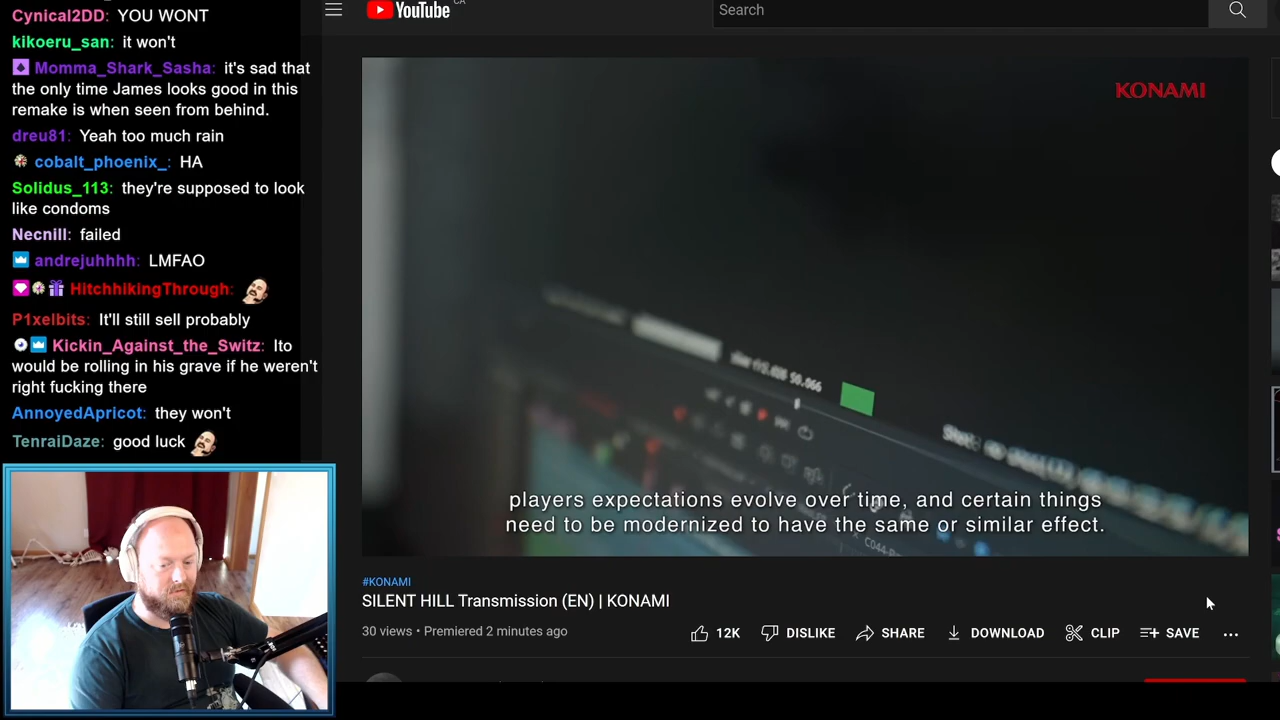 Cynical2DD: YOU WONT
kikoeru_san: it won't
Momma_Shark_Sasha: it's sad that
the only time James looks good in this
remake is when seen from behind.
dreu81: Yeah too much rain
cobalt_phoenix_: HA
Solidus_113: they're supposed to look
like condoms
Necnill: failed
andrejuhhhh: LMFAO
HitchhikingThrough:
P1xelbits: It'll still sell probably
Kickin_Against_the_Switz: Ito
would be rolling in his grave if he weren't
right fucking there
AnnoyedApricot: they won't
TenraiDaze: good luck
YouTube
CA
Search
KONAMI
players expectations evolve over time, and certain things
need to be modernized to have the same or similar effect.
#KONAMI
SILENT HILL Transmission (EN) | KONAMI
30 views • Premiered 2 minutes ago
12K
DISLIKE
SHARE
DOWNLOAD
CLIP
SAVE